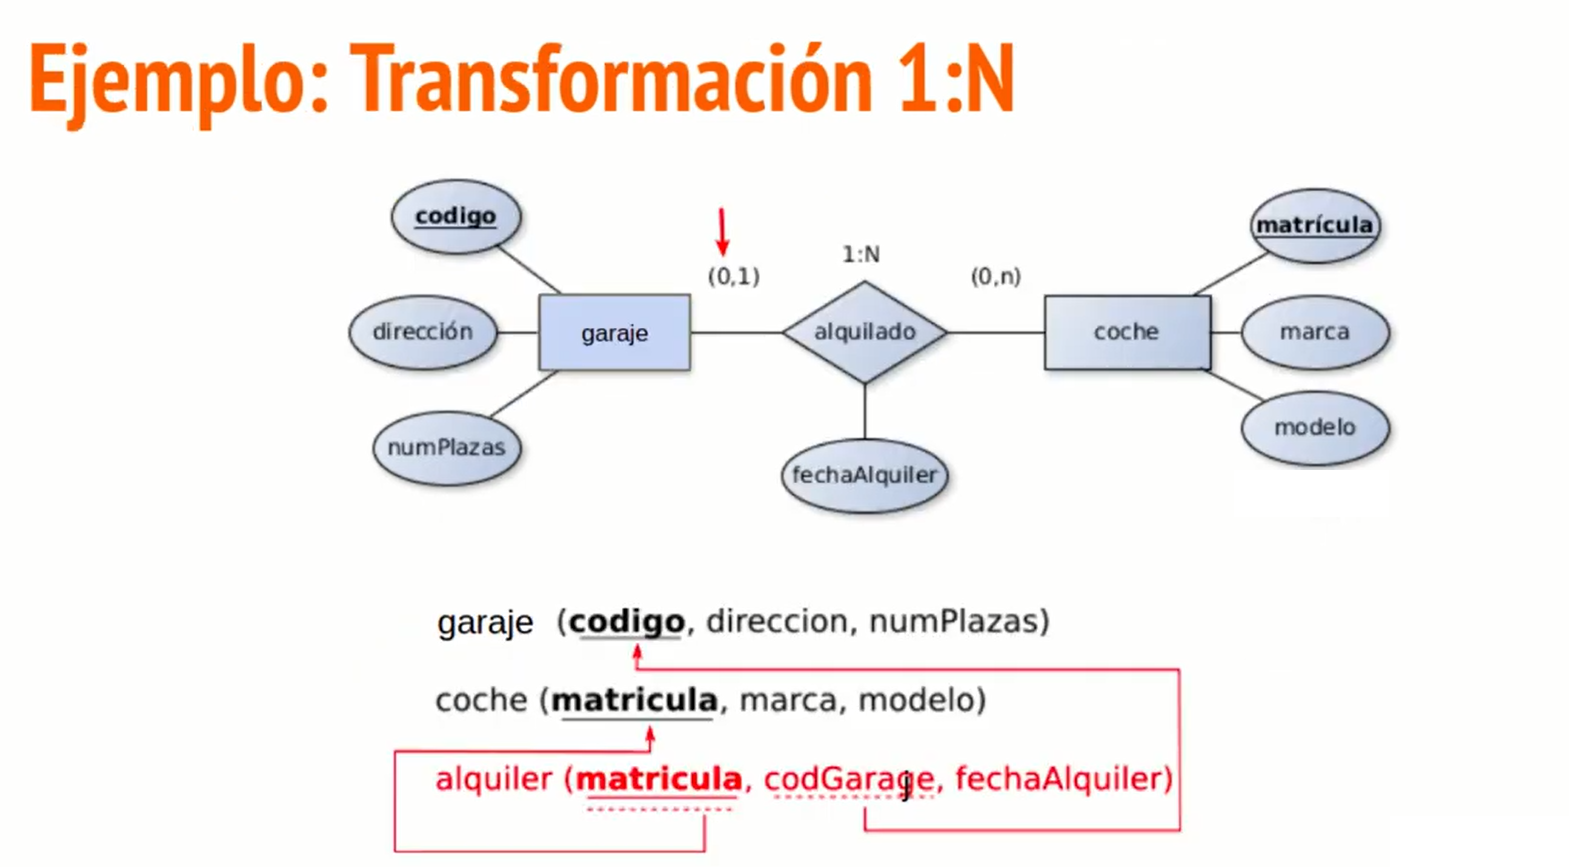 Ejemplo: Transformación 1:N
codigo
matrícula
1:N
(0,1)
(0,n)
dirección
garaje
alquilado
coche
marca
numPlazas
modelo
fechaAlquiler
garaje (codigo, direccion, numPlazas)
coche (matricula, marca, modelo)
alquiler (matricula, codGaraje, fechaAlquiler)